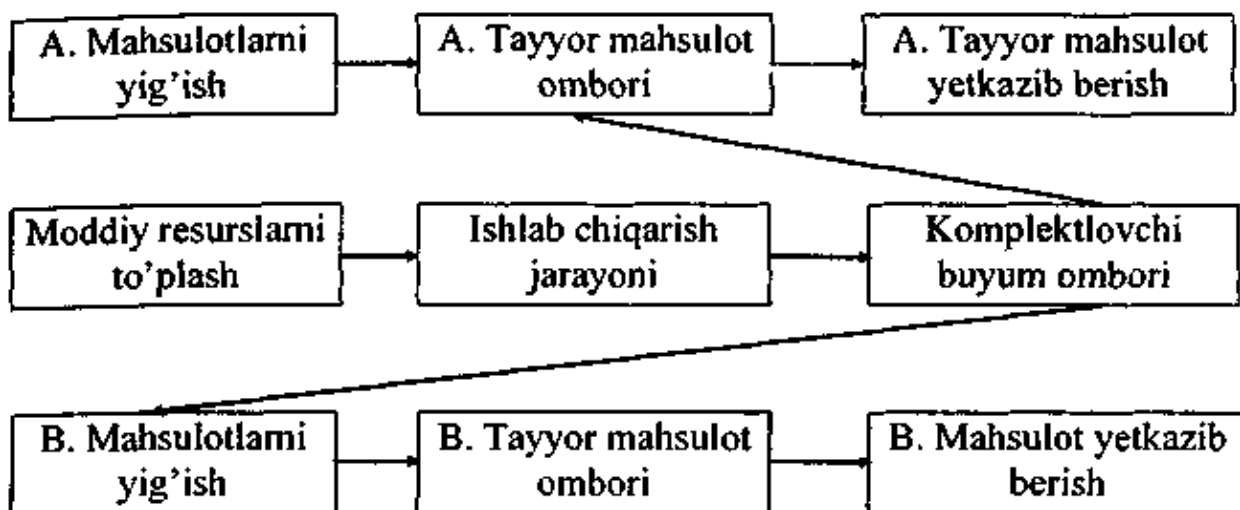 A. Mahsulotlarni
yig'ish
A. Tayyor mahsulot
ombori
A. Tayyor mahsulot
yetkazib berish
Moddiy resurslarni
to'plash
Ishlab chiqarish
jarayoni
Komplektlovchi
buyum ombori
B. Mahsulotlarni
yig'ish
B. Tayyor mahsulot
ombori
B. Mahsulot yetkazib
berish